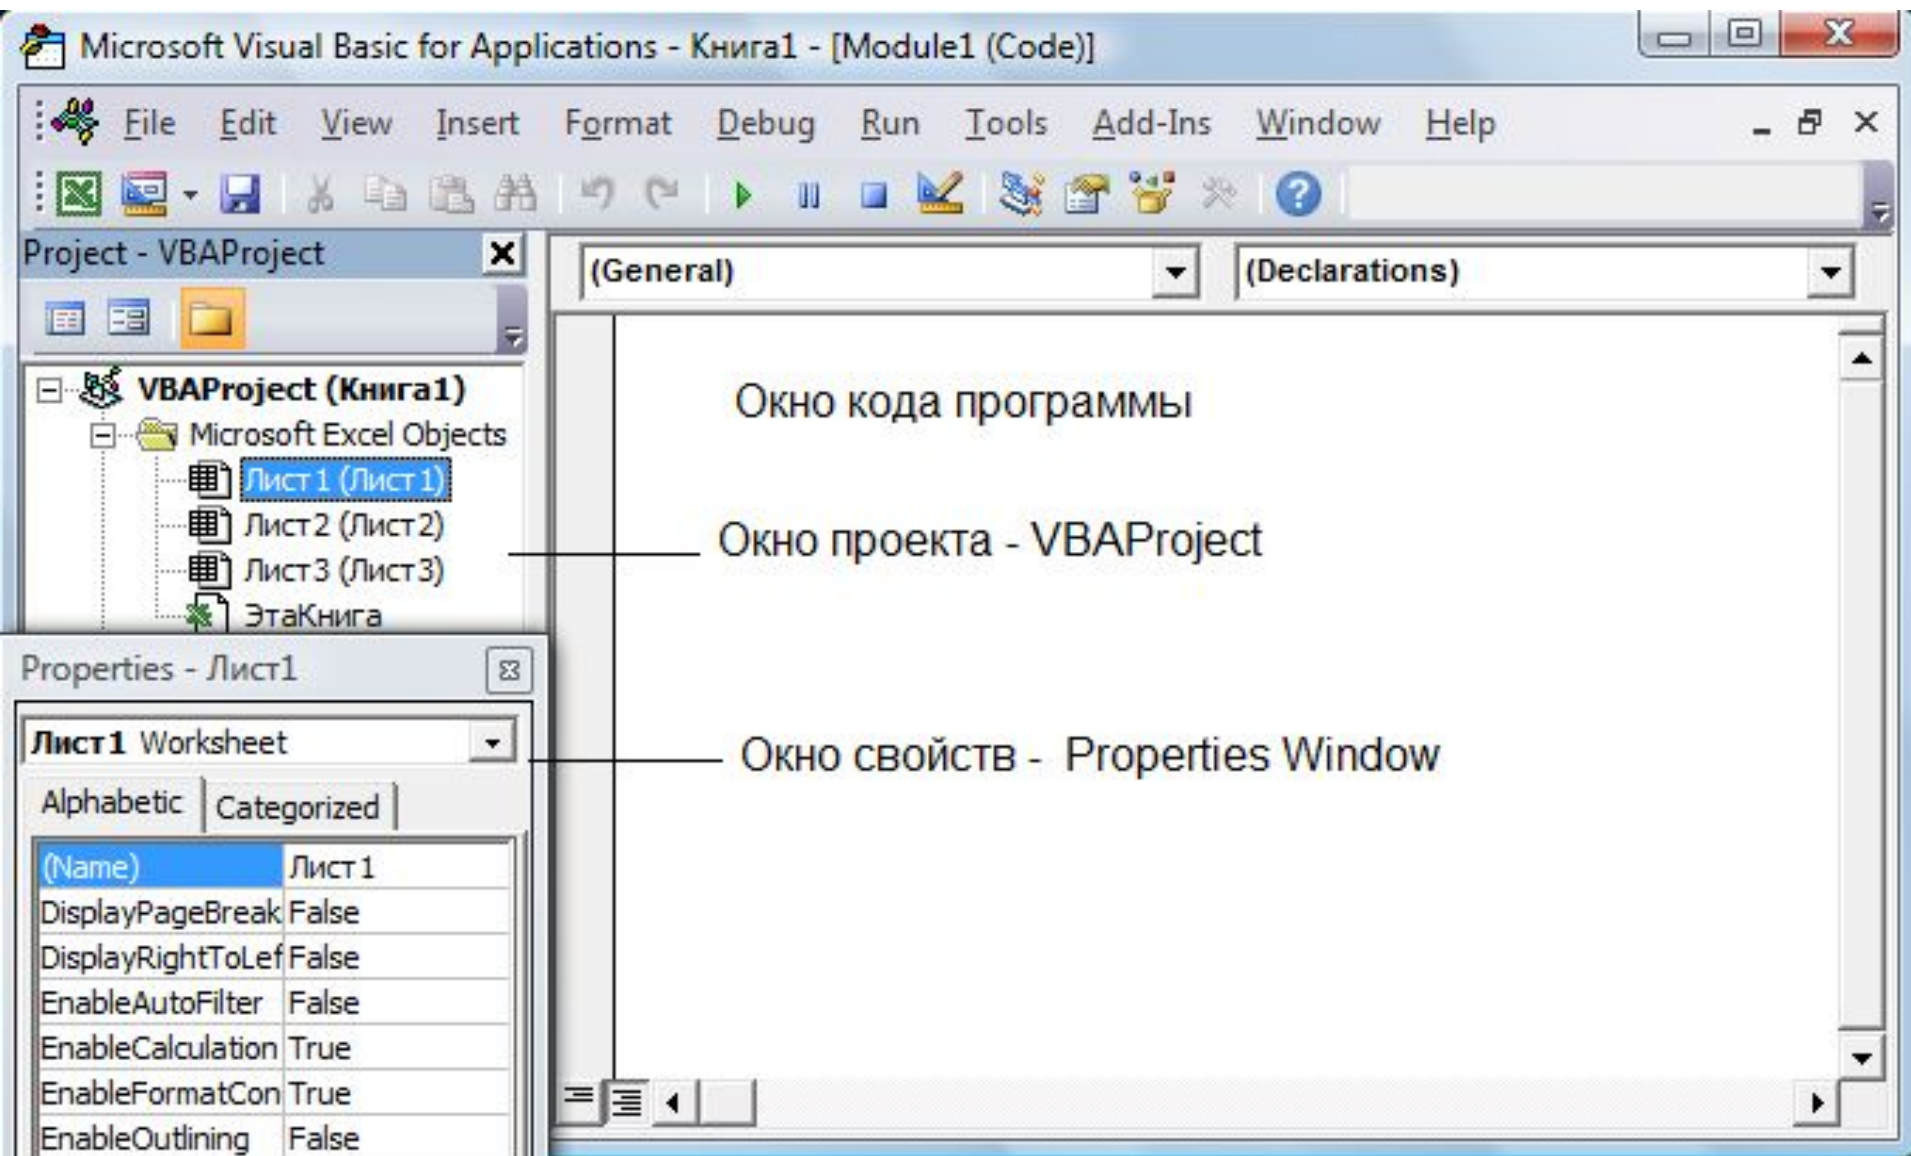 Microsoft Visual Basic for Applications - Книга1 - [Module1 (Code)]
File Edit View Insert Format Debug Run Tools Add-Ins Window Help
Project - VBAProject
(General) (Declarations)
VBAProject (Книга1)
Microsoft Excel Objects
Лист1 (Лист1)
Лист2 (Лист2)
Лист3 (Лист3)
ЭтаКнига
Окно кода программы
Окно проекта - VBAProject
Окно свойств - Properties Window
Properties - Лист1
Лист1 Worksheet
Alphabetic Categorized
(Name) Лист1
DisplayPageBreak False
DisplayRightToLef False
EnableAutoFilter False
EnableCalculation True
EnableFormatCon True
EnableOutlining False